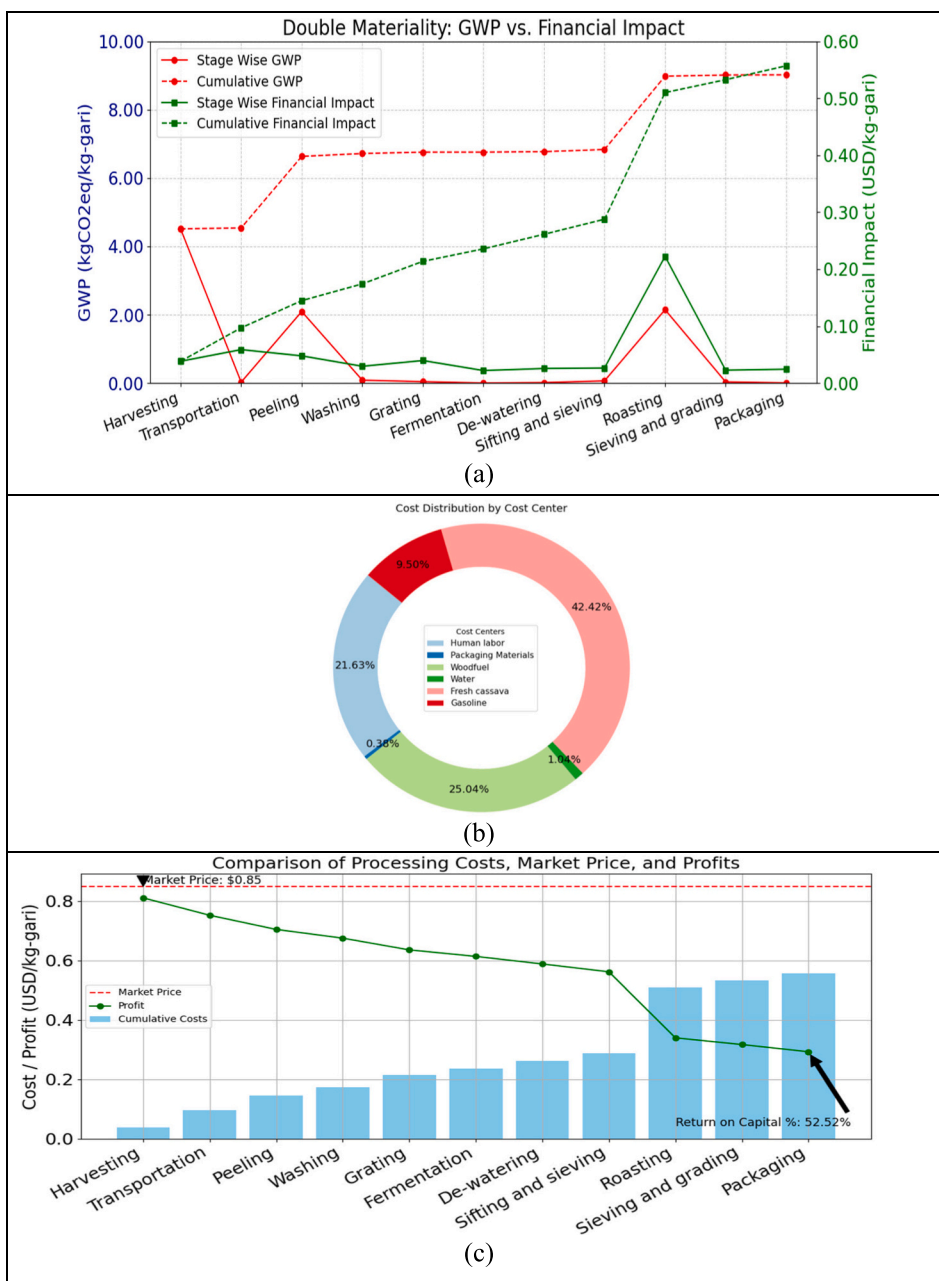 Double Materiality: GWP vs. Financial Impact
10.00
8.00
6.00
4.00
2.00
0.00
GWP (kgCO2eq/kg-gari)
Stage Wise GWP
Cumulative GWP
Stage Wise Financial Impact
Cumulative Financial Impact
0.60
0.50
0.40
0.30
0.20
0.10
0.00
Financial Impact (USD/kg-gari)
Harvesting
Transportation
Peeling
Washing
Grating
Fermentation
De-watering
Sifting and sieving
Roasting
Sieving and grading
Packaging
(a)
Cost Distribution by Cost Center
9.50%
42.42%
21.63%
0.38%
25.04%
1.04%
Cost Centers
Human labor
Packaging Materials
Woodfuel
Water
Fresh cassava
Gasoline
(b)
Comparison of Processing Costs, Market Price, and Profits
Market Price: $0.85
0.8
0.6
0.4
0.2
0.0
Cost / Profit (USD/kg-gari)
Market Price
Profit
Cumulative Costs
Return on Capital %: 52.52%
Harvesting
Transportation
Peeling
Washing
Grating
Fermentation
De-watering
Sifting and sieving
Roasting
Sieving and grading
Packaging
(c)